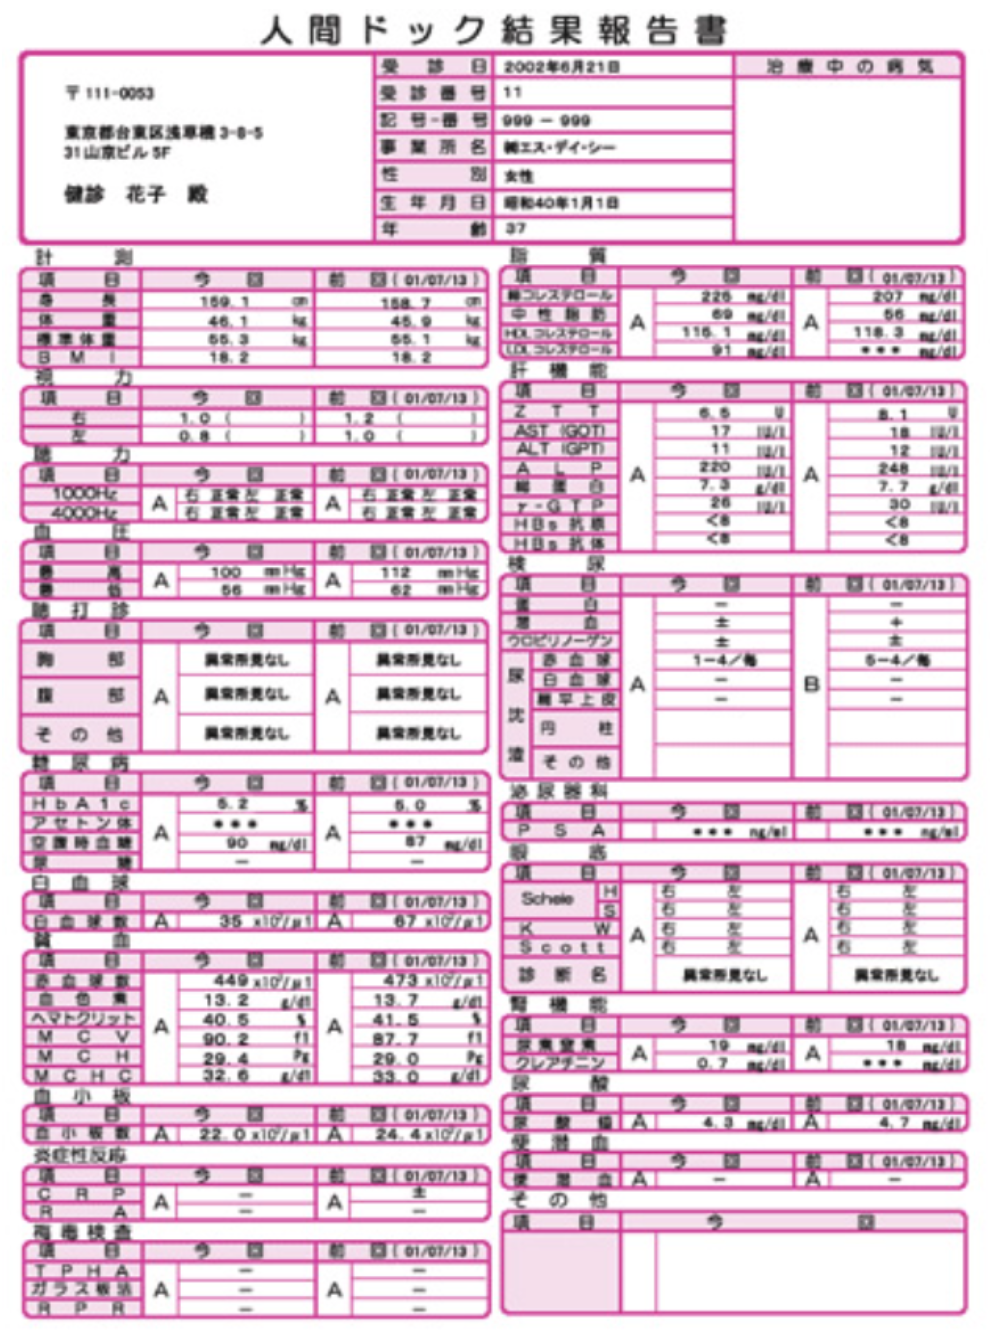 人間ドック結果報告書
〒111-0053
東京都台東区浅草橋 3-8-5
31山京ビル 5F
健診 花子 殿
受診日 2002年6月21日
受診番号 11
記号-番号 999 － 999
事業所名 ㈱エス・デイ・シー
性別 女性
生年月日 昭和40年1月1日
年齢 37
治療中の病気
計測
項目 今回 前回(01/07/13)
身長 159.1 cm 158.7 cm
体重 46.1 kg 45.9 kg
標準体重 55.3 kg 55.1 kg
BMI 18.2 18.2
視力
項目 今回 前回(01/07/13)
右 1.0 ( ) 1.2 ( )
左 0.8 ( ) 1.0 ( )
聴力
項目 今回 前回(01/07/13)
1000Hz A 右 正常 左 正常 A 右 正常 左 正常
4000Hz 右 正常 左 正常 右 正常 左 正常
血圧
項目 今回 前回(01/07/13)
最高 A 100 mmHg A 112 mmHg
最低 56 mmHg 62 mmHg
聴打診
項目 今回 前回(01/07/13)
胸部 異常所見なし 異常所見なし
腹部 A 異常所見なし A 異常所見なし
その他 異常所見なし 異常所見なし
糖尿病
項目 今回 前回(01/07/13)
HbA1c A 5.2 % A 5.0 %
アセトン体 *** ***
空腹時血糖 90 mg/dl 87 mg/dl
尿糖 － －
白血球
項目 今回 前回(01/07/13)
白血球数 A 35 x10²/μl A 67 x10²/μl
貧血
項目 今回 前回(01/07/13)
赤血球数 449 473
血色素 13.2 g/dl 13.7 g/dl
ヘマトクリット A 40.5 % A 41.5 %
MCV 90.2 fl 87.7 fl
MCH 29.4 Pg 29.0 Pg
MCHC 32.6 g/dl 33.0 g/dl
血小板
項目 今回 前回(01/07/13)
血小板数 A 22.0 A 24.4
炎症性反応
項目 今回 前回(01/07/13)
CRP A － A ±
RA － －
梅毒検査
項目 今回 前回(01/07/13)
TPHA － －
ガラス板法 A － A －
RPR － －
脂質
項目 今回 前回(01/07/13)
総コレステロール A 226 mg/dl A 207 mg/dl
中性脂肪 69 mg/dl 56 mg/dl
HDLコレステロール 116.1 mg/dl 118.3 mg/dl
LDLコレステロール 91 mg/dl *** mg/dl
肝機能
項目 今回 前回(01/07/13)
ZTT 6.5 U 8.1 U
AST (GOT) 17 IU/l 18 IU/l
ALT (GPT) 11 IU/l 12 IU/l
ALP A 220 IU/l A 248 IU/l
総蛋白 7.3 g/dl 7.7 g/dl
γ-GTP 26 IU/l 30 IU/l
HBs抗原 <8 <8
HBs抗体 <8 <8
検尿
項目 今回 前回(01/07/13)
蛋白 － －
潜血 ± ＋
ウロビリノーゲン ± ±
尿沈渣 A B
赤血球 1－4／毎 5－4／毎
白血球 － －
扁平上皮 － －
円柱
その他
泌尿器科
項目 今回 前回(01/07/13)
PSA *** ng/ml *** ng/ml
眼底
項目 今回 前回(01/07/13)
Scheie H 右 左 右 左
S 右 左 右 左
KW A 右 左 A 右 左
Scott 右 左 右 左
診断名 異常所見なし 異常所見なし
腎機能
項目 今回 前回(01/07/13)
尿素窒素 A 19 mg/dl A 18 mg/dl
クレアチニン 0.7 mg/dl *** mg/dl
尿酸
項目 今回 前回(01/07/13)
尿酸値 A 4.3 mg/dl A 4.7 mg/dl
便潜血
項目 今回 前回(01/07/13)
便潜血 A － A －
その他
項目 今回